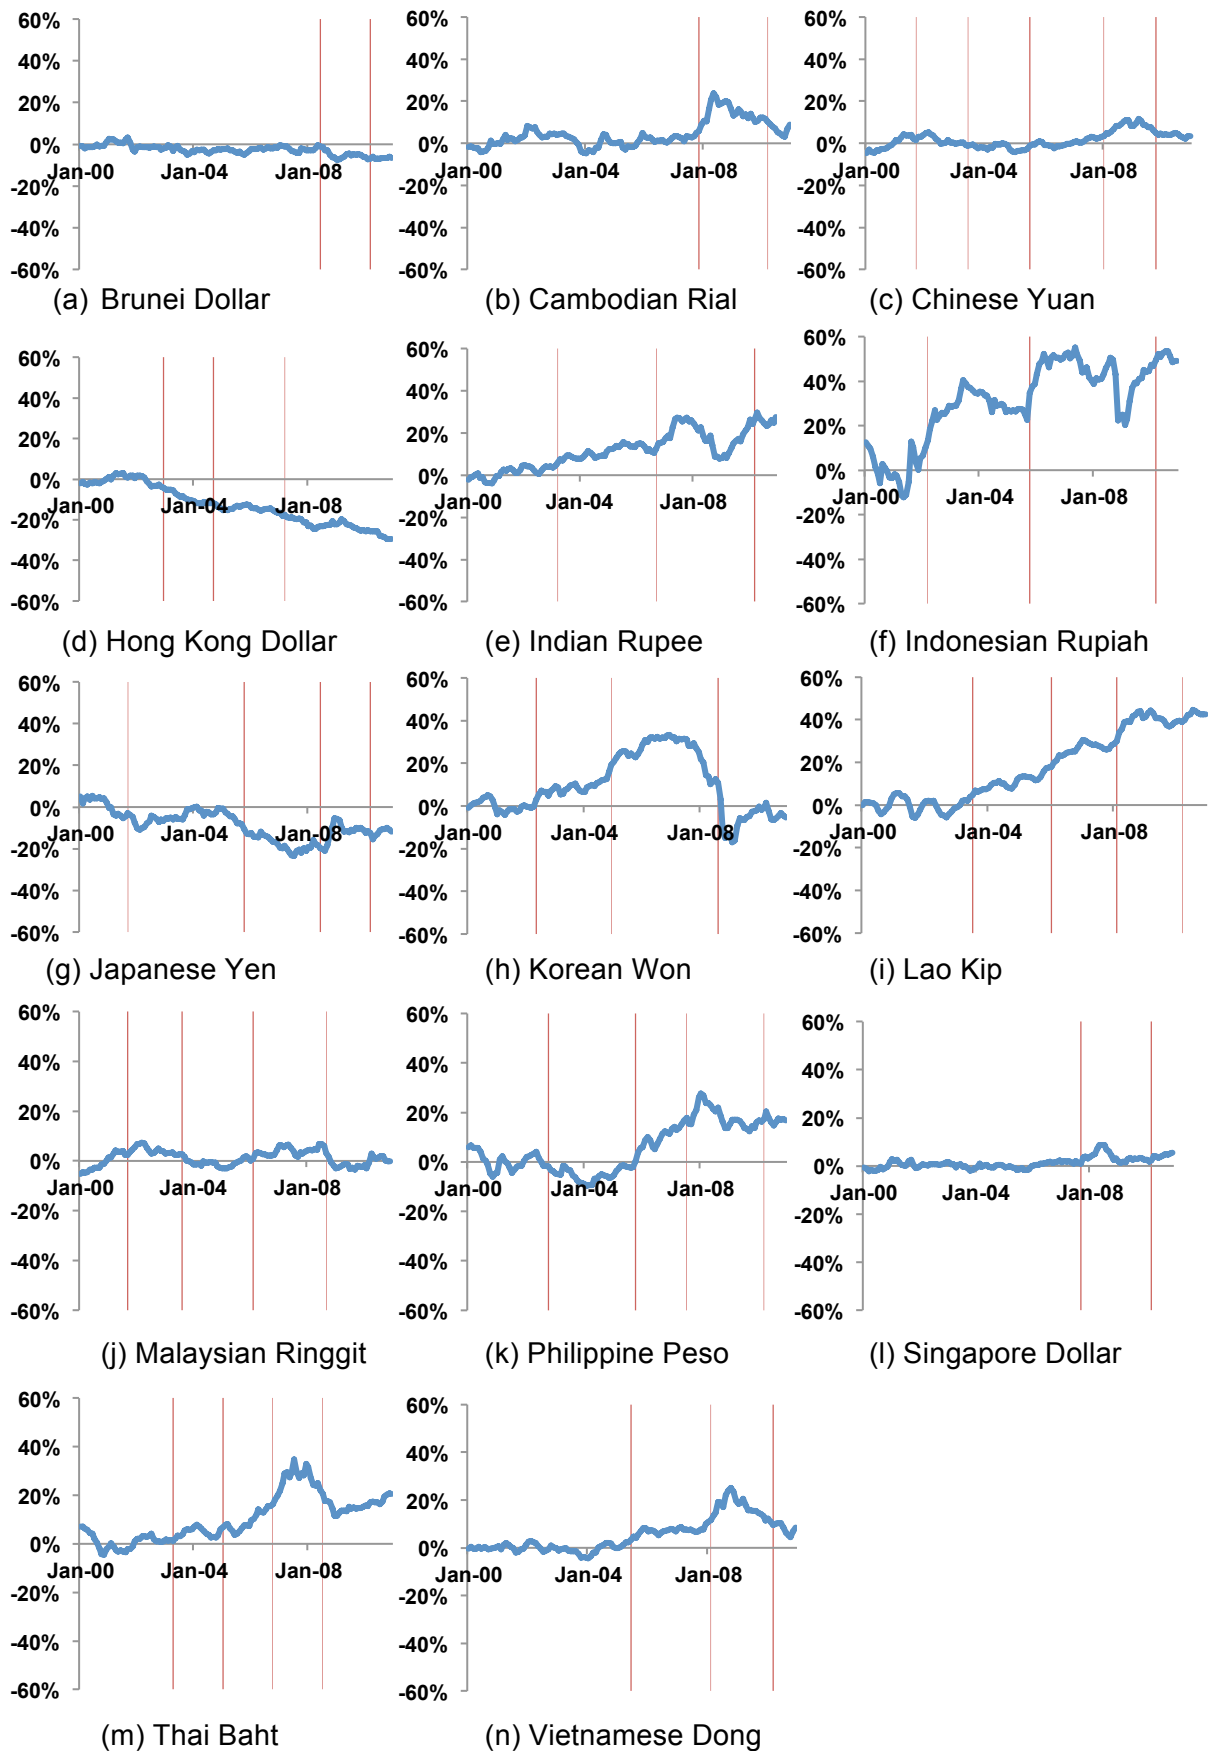 60%
40%
20%
0%
-20%
-40%
-60%
Jan-00
Jan-04
Jan-08
(a) Brunei Dollar
60%
40%
20%
0%
-20%
-40%
-60%
Jan-00
Jan-04
Jan-08
(b) Cambodian Rial
60%
40%
20%
0%
-20%
-40%
-60%
Jan-00
Jan-04
Jan-08
(c) Chinese Yuan
60%
40%
20%
0%
-20%
-40%
-60%
Jan-00
Jan-04
Jan-08
(d) Hong Kong Dollar
60%
40%
20%
0%
-20%
-40%
-60%
Jan-00
Jan-04
Jan-08
(e) Indian Rupee
60%
40%
20%
0%
-20%
-40%
-60%
Jan-00
Jan-04
Jan-08
(f) Indonesian Rupiah
60%
40%
20%
0%
-20%
-40%
-60%
Jan-00
Jan-04
Jan-08
(g) Japanese Yen
60%
40%
20%
0%
-20%
-40%
-60%
Jan-00
Jan-04
Jan-08
(h) Korean Won
60%
40%
20%
0%
-20%
-40%
-60%
Jan-00
Jan-04
Jan-08
(i) Lao Kip
60%
40%
20%
0%
-20%
-40%
-60%
Jan-00
Jan-04
Jan-08
(j) Malaysian Ringgit
60%
40%
20%
0%
-20%
-40%
-60%
Jan-00
Jan-04
Jan-08
(k) Philippine Peso
60%
40%
20%
0%
-20%
-40%
-60%
Jan-00
Jan-04
Jan-08
(l) Singapore Dollar
60%
40%
20%
0%
-20%
-40%
-60%
Jan-00
Jan-04
Jan-08
(m) Thai Baht
60%
40%
20%
0%
-20%
-40%
-60%
Jan-00
Jan-04
Jan-08
(n) Vietnamese Dong